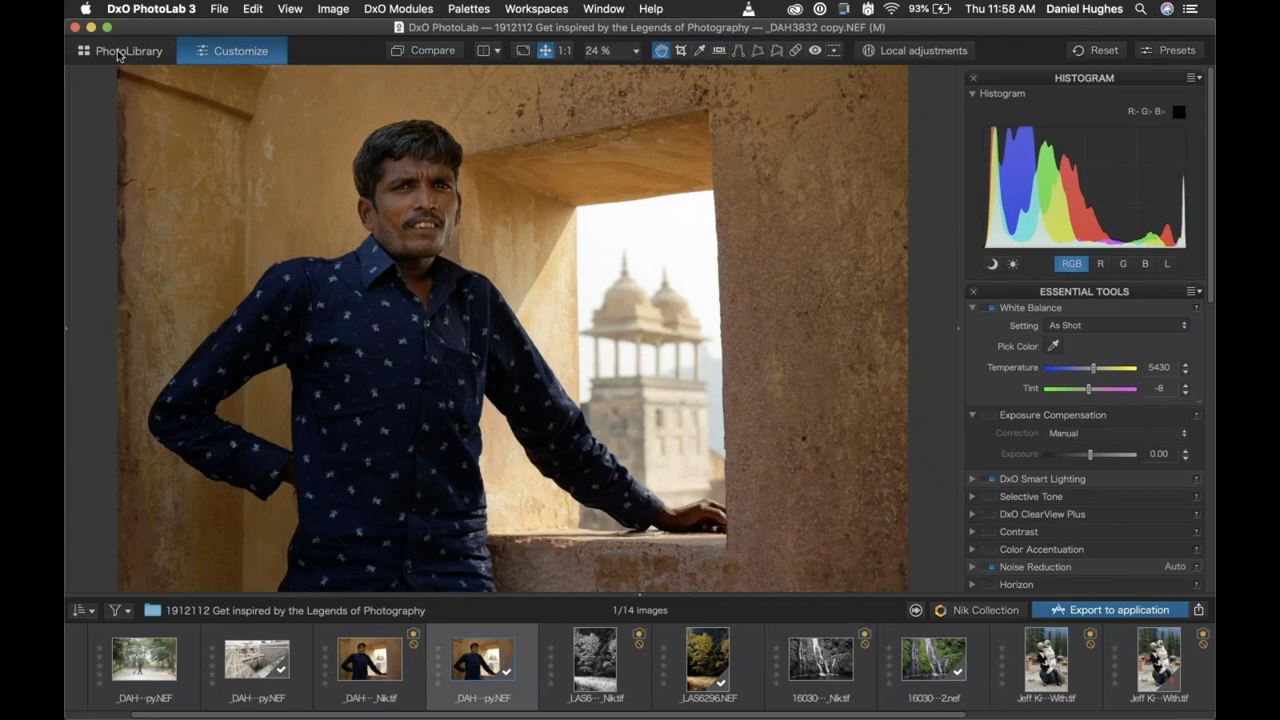 DxO PhotoLab 3 File Edit View Image DxO Modules Palettes Workspaces Window Help 93% Thu 11:58 AM Daniel Hughes
DxO PhotoLab — 1912112 Get inspired by the Legends of Photography — _DAH3832 copy.NEF (M)
PhotoLibrary Customize Compare 1:1 24 % Local adjustments Reset Presets
HISTOGRAM
Histogram
R:- G:- B:-
RGB R G B L
ESSENTIAL TOOLS
White Balance ?
Setting As Shot
Pick Color
Temperature 5430
Tint -8
Exposure Compensation ?
Correction Manual
Exposure 0.00
DxO Smart Lighting ?
Selective Tone ?
DxO ClearView Plus ?
Contrast ?
Color Accentuation ?
Noise Reduction Auto ?
Horizon ?
1912112 Get inspired by the Legends of Photography 1/14 images Nik Collection Export to application
_DAH···py.NEF _DAH···py.NEF _DAH···_Nik.tif _DAH···py.NEF _LAS6···_Nik.tif _LAS6296.NEF 16030···_Nik.tif 16030···2.nef Jeff Ki···With.tif Jeff Ki···With.tif